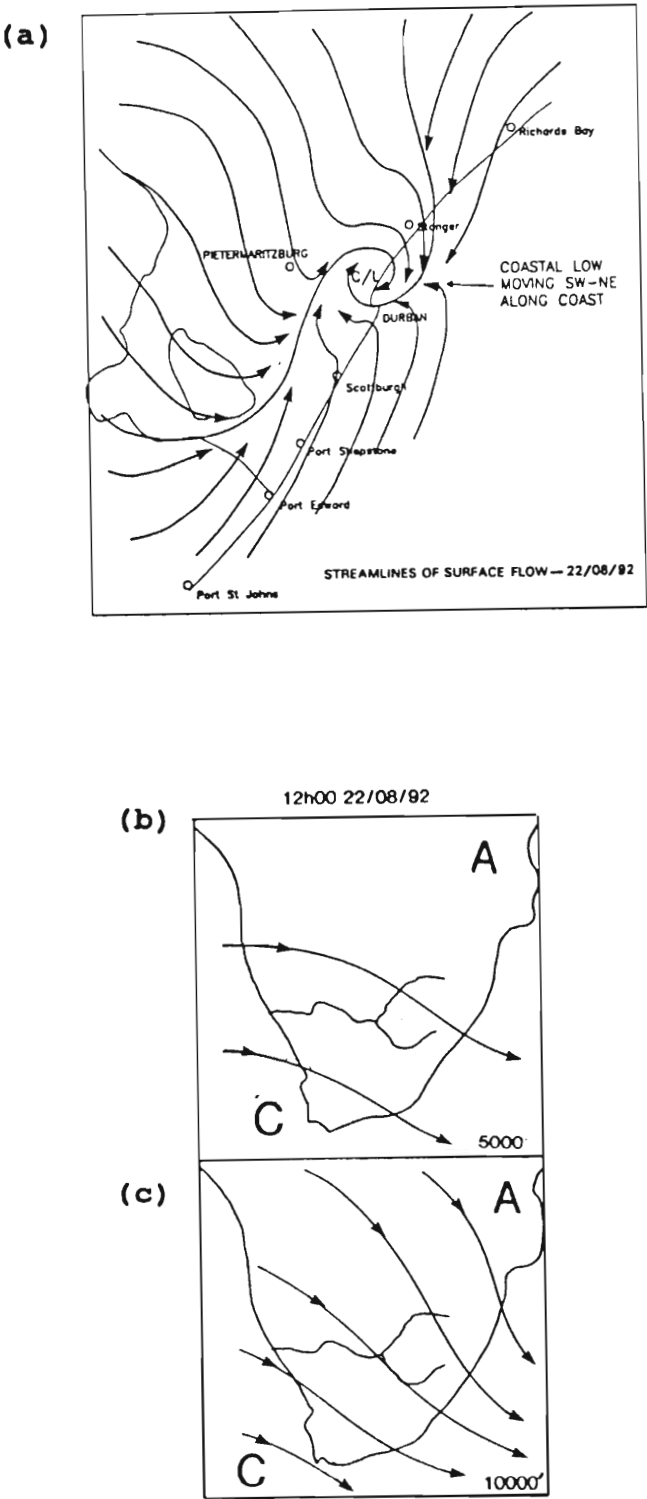 (a)
Richards Bay
Stanger
PIETERMARITZBURG
C/L
COASTAL LOW
MOVING SW-NE
ALONG COAST
DURBAN
Scottburgh
Port Shepstone
Port Edward
STREAMLINES OF SURFACE FLOW — 22/08/92
Port St Johns
12h00 22/08/92
(b)
A
C
5000
(c)
A
C
10000'